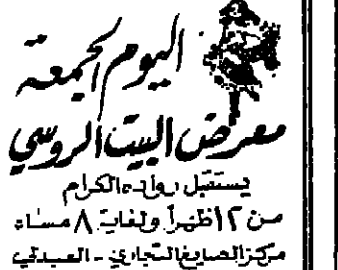 اليوم الجمعة
معرض البيت الروسي
يستقبل رواده الكرام
من ١٢ ظهراً ولغاية ٨ مساء
مركز الصايغ التجاري - العبدلي